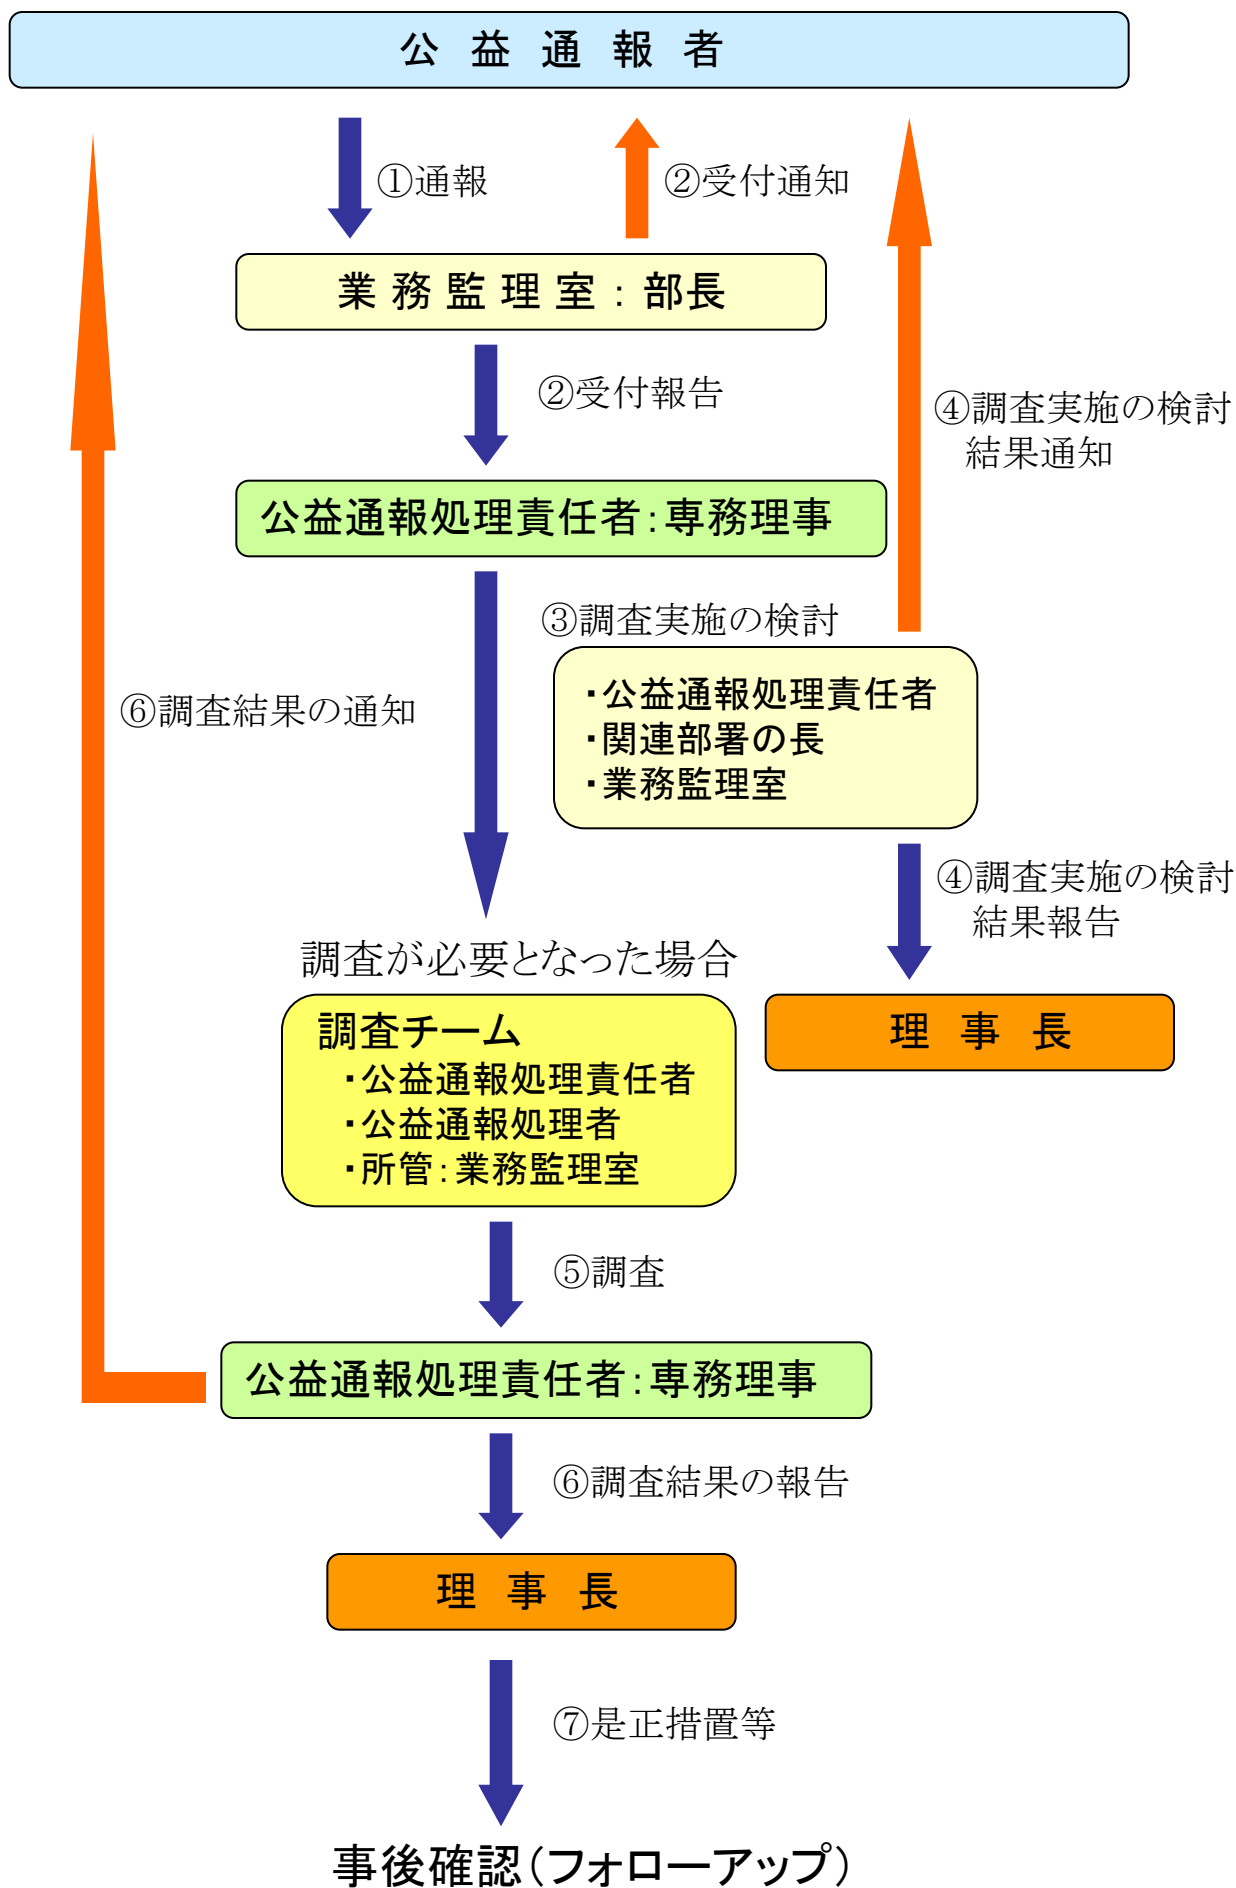 公益通報者
①通報
②受付通知
業務監理室：部長
②受付報告
④調査実施の検討
結果通知
公益通報処理責任者：専務理事
③調査実施の検討
・公益通報処理責任者
・関連部署の長
・業務監理室
⑥調査結果の通知
④調査実施の検討
結果報告
調査が必要となった場合
理事長
調査チーム
・公益通報処理責任者
・公益通報処理者
・所管：業務監理室
⑤調査
公益通報処理責任者：専務理事
⑥調査結果の報告
理事長
⑦是正措置等
事後確認（フォローアップ）